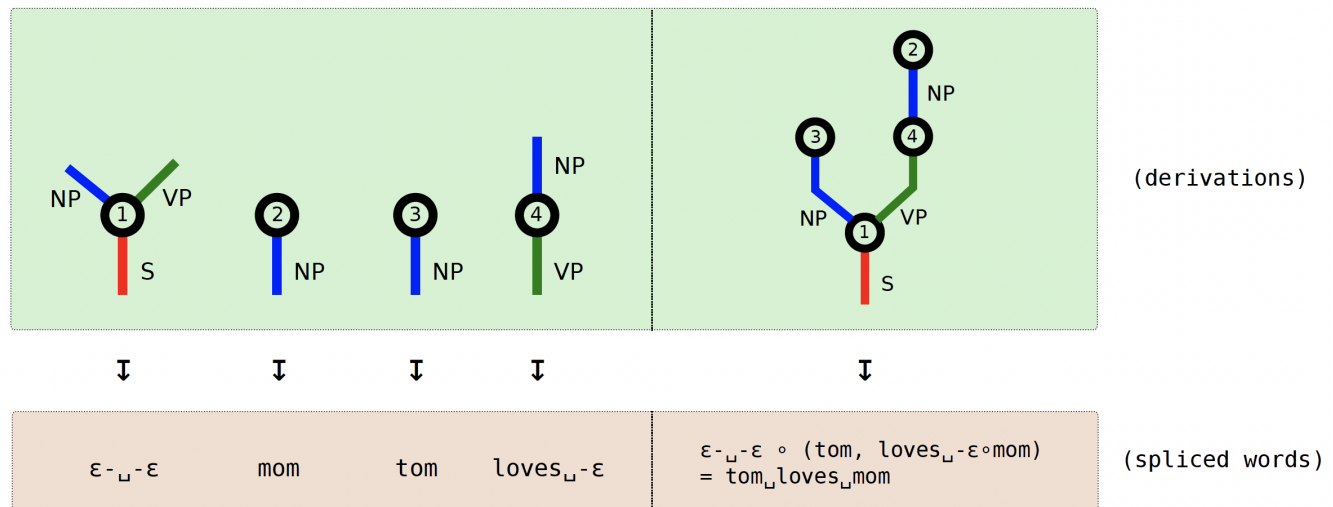 2
NP
3
4
NP
NP
VP
NP
VP
1
S
1
2
NP
3
NP
4
VP
S
(derivations)
↧ ↧ ↧ ↧ ↧
ε-␣-ε mom tom loves␣-ε
ε-␣-ε ∘ (tom, loves␣-ε∘mom)
= tom␣loves␣mom
(spliced words)